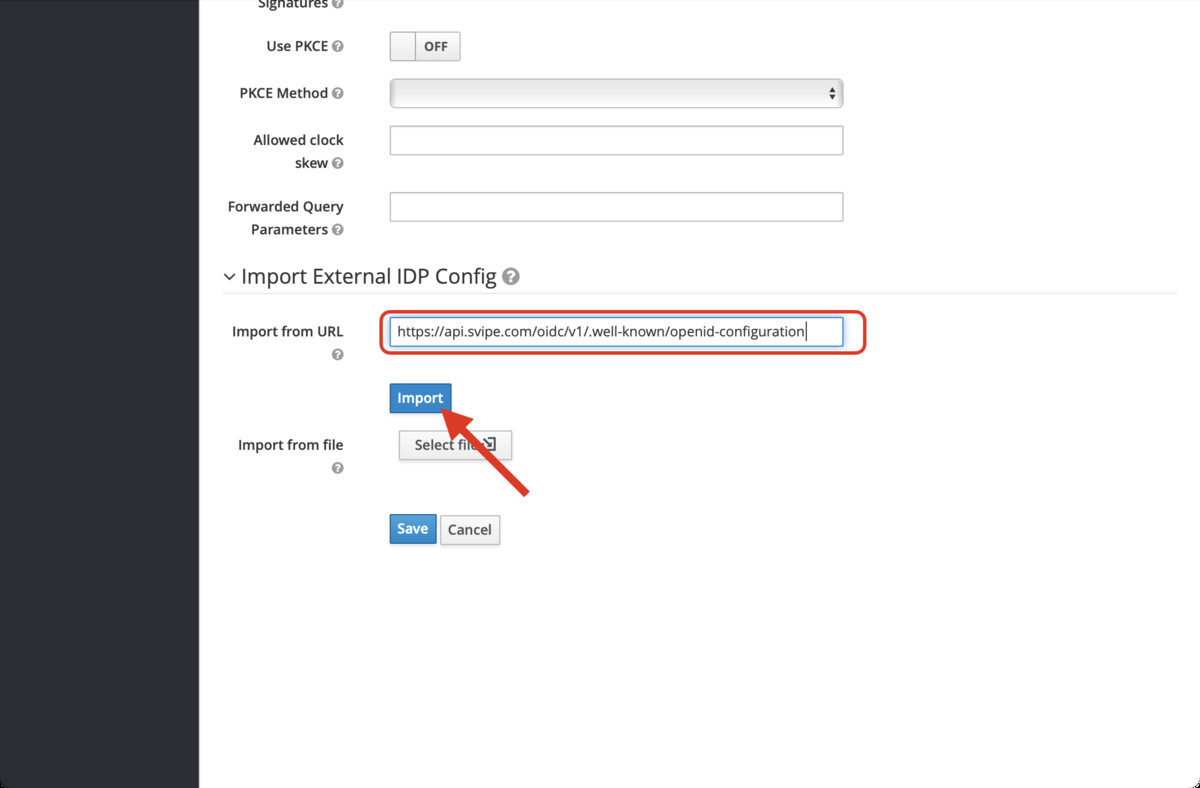 Signatures
Use PKCE
OFF
PKCE Method
Allowed clock
skew
Forwarded Query
Parameters
Import External IDP Config
Import from URL
https://api.svipe.com/oidc/v1/.well-known/openid-configuration
Import
Import from file
Select file
Save
Cancel